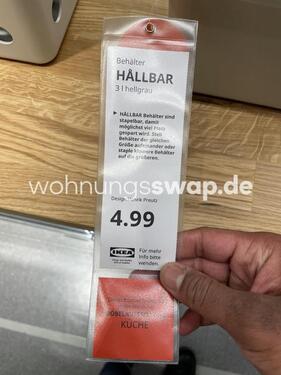 Behälter
HÅLLBAR
3 l hellgrau
► HÅLLBAR Behälter sind
stapelbar, damit
möglichst viel Platz
gespart wird. Stell
Behälter der gleichen
Größe aufeinander oder
staple kleinere Behälter
auf die größeren.
wohnungsswap.de
Design: Henrik Preutz
4.99
IKEA
Für mehr
Info bitte
wenden.
KÜCHE